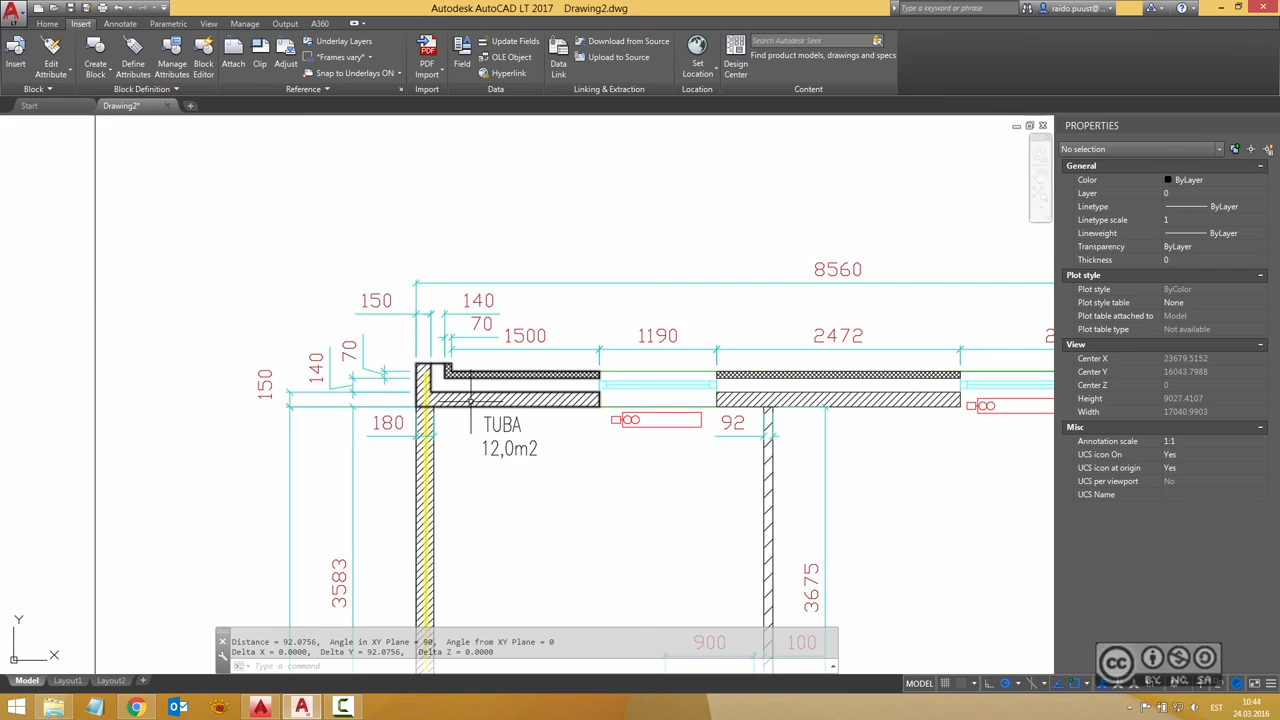 Autodesk AutoCAD LT 2017 Drawing2.dwg
Type a keyword or phrase
raido.puust@...
LT
Home Insert Annotate Parametric View Manage Output A360
Insert
Edit Attribute
Block
Create Block
Define Attributes
Manage Attributes
Block Editor
Block Definition
Attach
Clip
Adjust
Underlay Layers
*Frames vary*
Snap to Underlays ON
Reference
PDF Import
Import
Field
Update Fields
OLE Object
Hyperlink
Data
Data Link
Download from Source
Upload to Source
Linking & Extraction
Set Location
Location
Design Center
Search Autodesk Seek
Find product models, drawings and specs
Content
Start Drawing2*
PROPERTIES
No selection
General
Color ByLayer
Layer 0
Linetype ByLayer
Linetype scale 1
Lineweight ByLayer
Transparency ByLayer
Thickness 0
Plot style
Plot style ByColor
Plot style table None
Plot table attached to Model
Plot table type Not available
View
Center X 23679.5152
Center Y 16043.7988
Center Z 0
Height 9027.4107
Width 17040.9903
Misc
Annotation scale 1:1
UCS icon On Yes
UCS icon at origin Yes
UCS per viewport No
UCS Name
8560
150 140
70
1500 1190 2472
70
140
150
180
TUBA
12,0m2
92
3583
3675
900 100
Y
X
Distance = 92.0756, Angle in XY Plane = 90, Angle from XY Plane = 0
Delta X = 0.0000, Delta Y = 92.0756, Delta Z = 0.0000
Type a command
Model Layout1 Layout2
MODEL
cc
BY NC SA
EST
10:44
24.03.2016